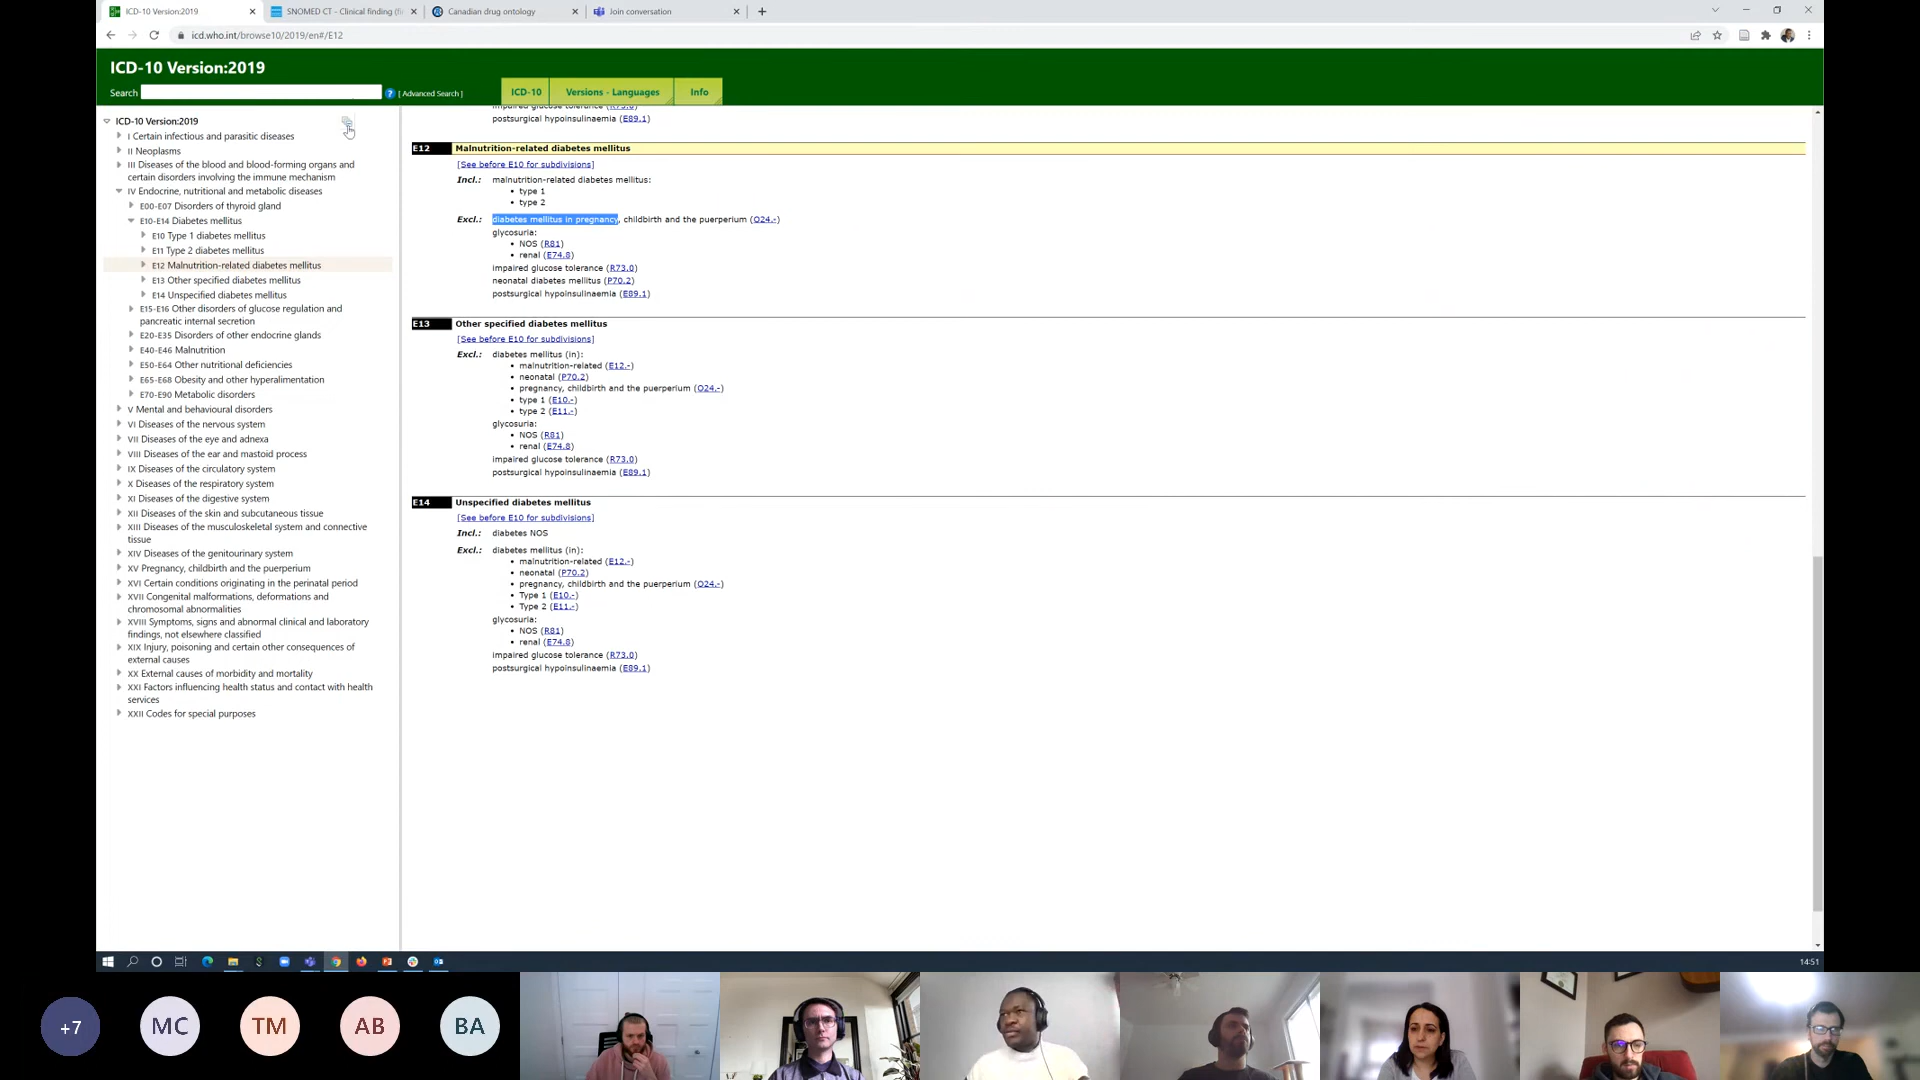 ICD-10 Version:2019
SNOMED CT - Clinical finding (fi
Canadian drug ontology
Join conversation
icd.who.int/browse10/2019/en#/E12
ICD-10 Version:2019
Search
? [ Advanced Search ]
ICD-10
Versions - Languages
Info
ICD-10 Version:2019
I Certain infectious and parasitic diseases
II Neoplasms
III Diseases of the blood and blood-forming organs and
certain disorders involving the immune mechanism
IV Endocrine, nutritional and metabolic diseases
E00-E07 Disorders of thyroid gland
E10-E14 Diabetes mellitus
E10 Type 1 diabetes mellitus
E11 Type 2 diabetes mellitus
E12 Malnutrition-related diabetes mellitus
E13 Other specified diabetes mellitus
E14 Unspecified diabetes mellitus
E15-E16 Other disorders of glucose regulation and
pancreatic internal secretion
E20-E35 Disorders of other endocrine glands
E40-E46 Malnutrition
E50-E64 Other nutritional deficiencies
E65-E68 Obesity and other hyperalimentation
E70-E90 Metabolic disorders
V Mental and behavioural disorders
VI Diseases of the nervous system
VII Diseases of the eye and adnexa
VIII Diseases of the ear and mastoid process
IX Diseases of the circulatory system
X Diseases of the respiratory system
XI Diseases of the digestive system
XII Diseases of the skin and subcutaneous tissue
XIII Diseases of the musculoskeletal system and connective
tissue
XIV Diseases of the genitourinary system
XV Pregnancy, childbirth and the puerperium
XVI Certain conditions originating in the perinatal period
XVII Congenital malformations, deformations and
chromosomal abnormalities
XVIII Symptoms, signs and abnormal clinical and laboratory
findings, not elsewhere classified
XIX Injury, poisoning and certain other consequences of
external causes
XX External causes of morbidity and mortality
XXI Factors influencing health status and contact with health
services
XXII Codes for special purposes
impaired glucose tolerance (R73.0)
postsurgical hypoinsulinaemia (E89.1)
E12 Malnutrition-related diabetes mellitus
[See before E10 for subdivisions]
Incl.: malnutrition-related diabetes mellitus:
• type 1
• type 2
Excl.: diabetes mellitus in pregnancy, childbirth and the puerperium (O24.-)
glycosuria:
• NOS (R81)
• renal (E74.8)
impaired glucose tolerance (R73.0)
neonatal diabetes mellitus (P70.2)
postsurgical hypoinsulinaemia (E89.1)
E13 Other specified diabetes mellitus
[See before E10 for subdivisions]
Excl.: diabetes mellitus (in):
• malnutrition-related (E12.-)
• neonatal (P70.2)
• pregnancy, childbirth and the puerperium (O24.-)
• type 1 (E10.-)
• type 2 (E11.-)
glycosuria:
• NOS (R81)
• renal (E74.8)
impaired glucose tolerance (R73.0)
postsurgical hypoinsulinaemia (E89.1)
E14 Unspecified diabetes mellitus
[See before E10 for subdivisions]
Incl.: diabetes NOS
Excl.: diabetes mellitus (in):
• malnutrition-related (E12.-)
• neonatal (P70.2)
• pregnancy, childbirth and the puerperium (O24.-)
• Type 1 (E10.-)
• Type 2 (E11.-)
glycosuria:
• NOS (R81)
• renal (E74.8)
impaired glucose tolerance (R73.0)
postsurgical hypoinsulinaemia (E89.1)
14:51
+7
MC
TM
AB
BA